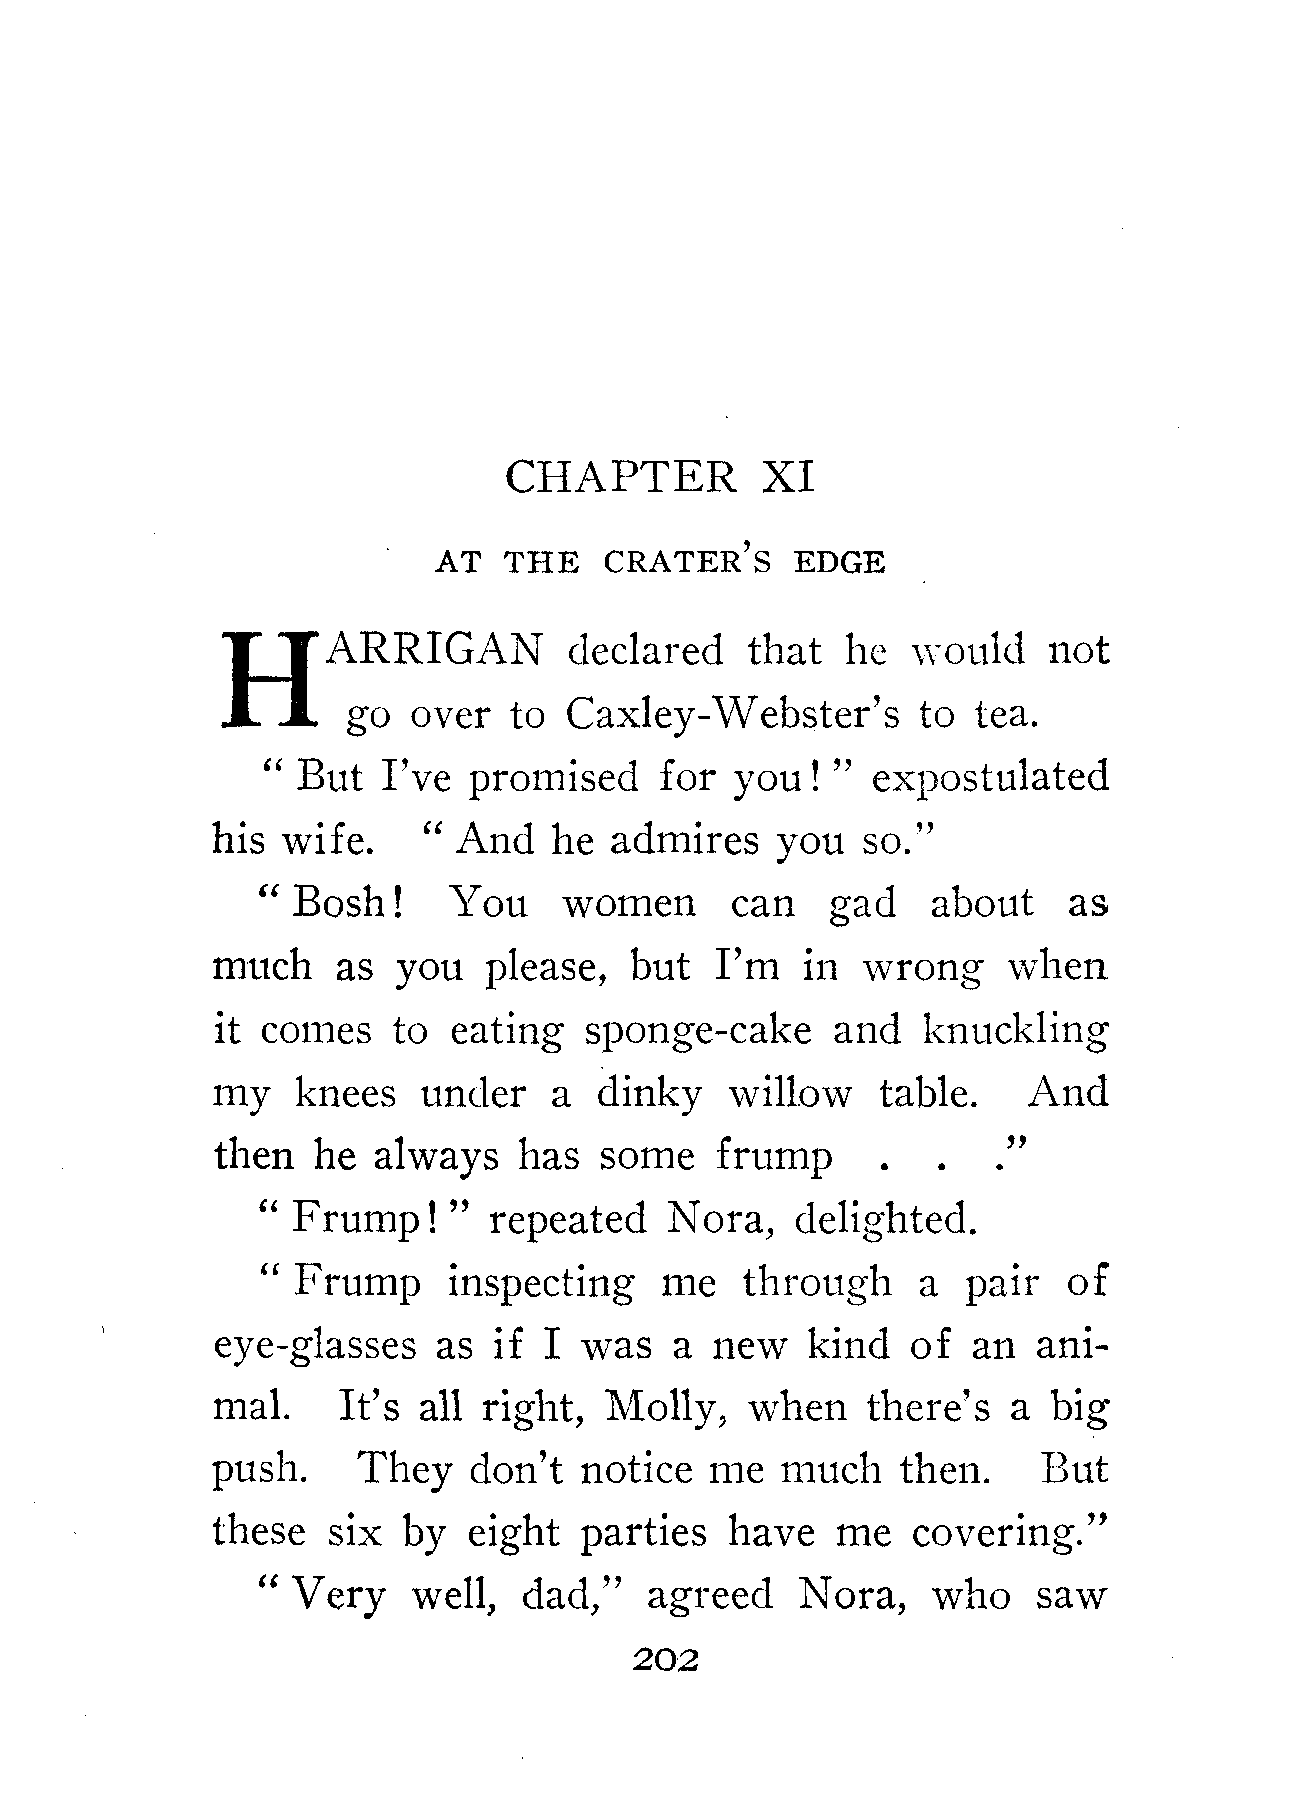 CHAPTER XI
AT THE CRATER'S EDGE
HARRIGAN declared that he would not
go over to Caxley-Webster's to tea.
" But I've promised for you! " expostulated
his wife. " And he admires you so."
" Bosh! You women can gad about as
much as you please, but I'm in wrong when
it comes to eating sponge-cake and knuckling
my knees under a dinky willow table. And
then he always has some frump . . ."
" Frump! " repeated Nora, delighted.
" Frump inspecting me through a pair of
eye-glasses as if I was a new kind of an ani-
mal. It's all right, Molly, when there's a big
push. They don't notice me much then. But
these six by eight parties have me covering."
" Very well, dad," agreed Nora, who saw
202